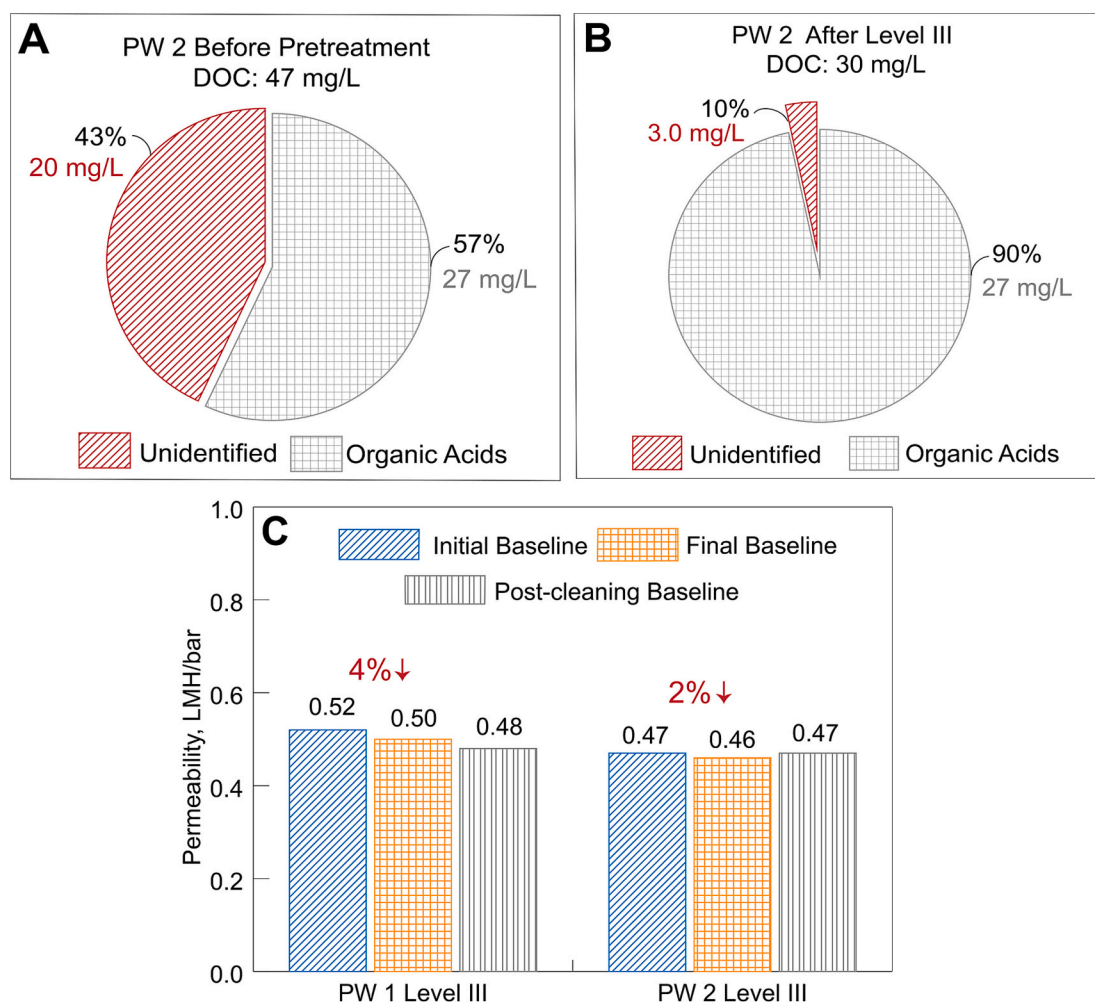 A
PW 2 Before Pretreatment
DOC: 47 mg/L
43%
20 mg/L
57%
27 mg/L
Unidentified
Organic Acids
B
PW 2 After Level III
DOC: 30 mg/L
10%
3.0 mg/L
90%
27 mg/L
Unidentified
Organic Acids
C
Initial Baseline
Final Baseline
Post-cleaning Baseline
Permeability, LMH/bar
1.0
0.8
0.6
0.4
0.2
0.0
4%↓
0.52
0.50
0.48
2%↓
0.47
0.46
0.47
PW 1 Level III
PW 2 Level III